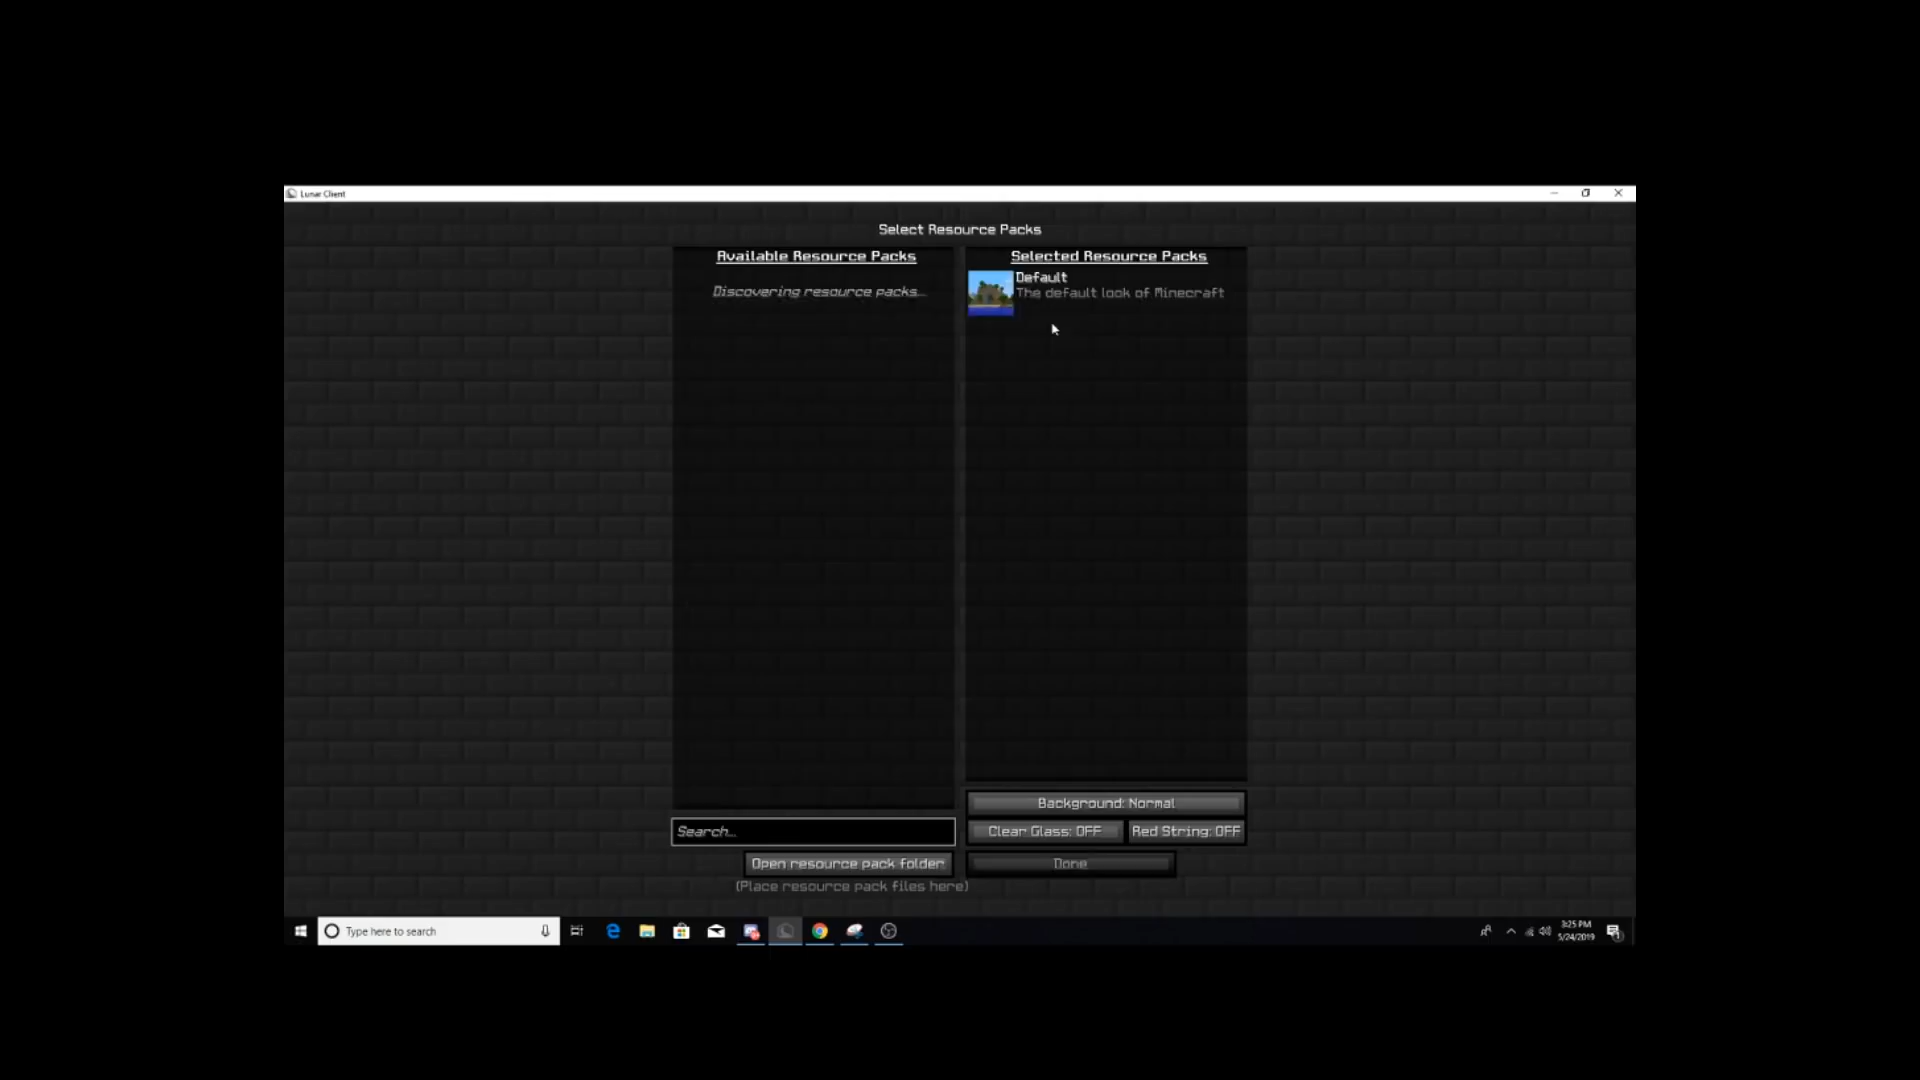 Lunar Client
Select Resource Packs
Available Resource Packs
Discovering resource packs...
Selected Resource Packs
Default
The default look of Minecraft
Background: Normal
Search...
Clear Glass: OFF
Red String: OFF
Open resource pack folder
Done
(Place resource pack files here)
Type here to search
3:25 PM
5/24/2019